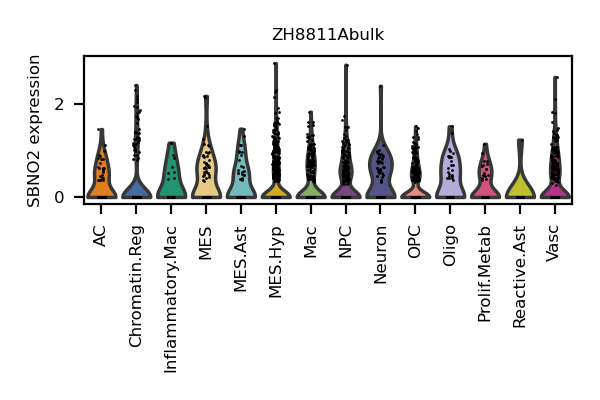 ZH8811Abulk
SBNO2 expression
2
0
AC
Chromatin.Reg
Inflammatory.Mac
MES
MES.Ast
MES.Hyp
Mac
NPC
Neuron
OPC
Oligo
Prolif.Metab
Reactive.Ast
Vasc